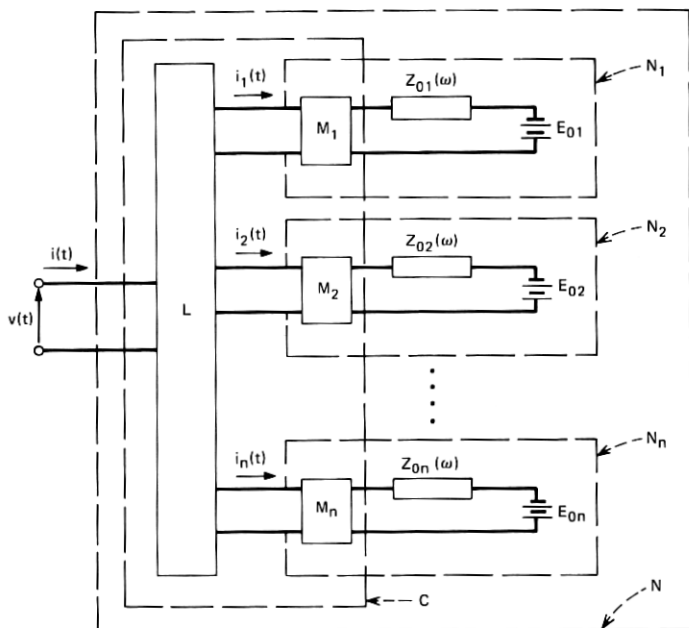 i₁(t)
Z₀₁(ω)
N₁
M₁
E₀₁
i₂(t)
Z₀₂(ω)
N₂
i(t)
M₂
E₀₂
v(t)
L
iₙ(t)
Z₀ₙ(ω)
Nₙ
Mₙ
E₀ₙ
C
N